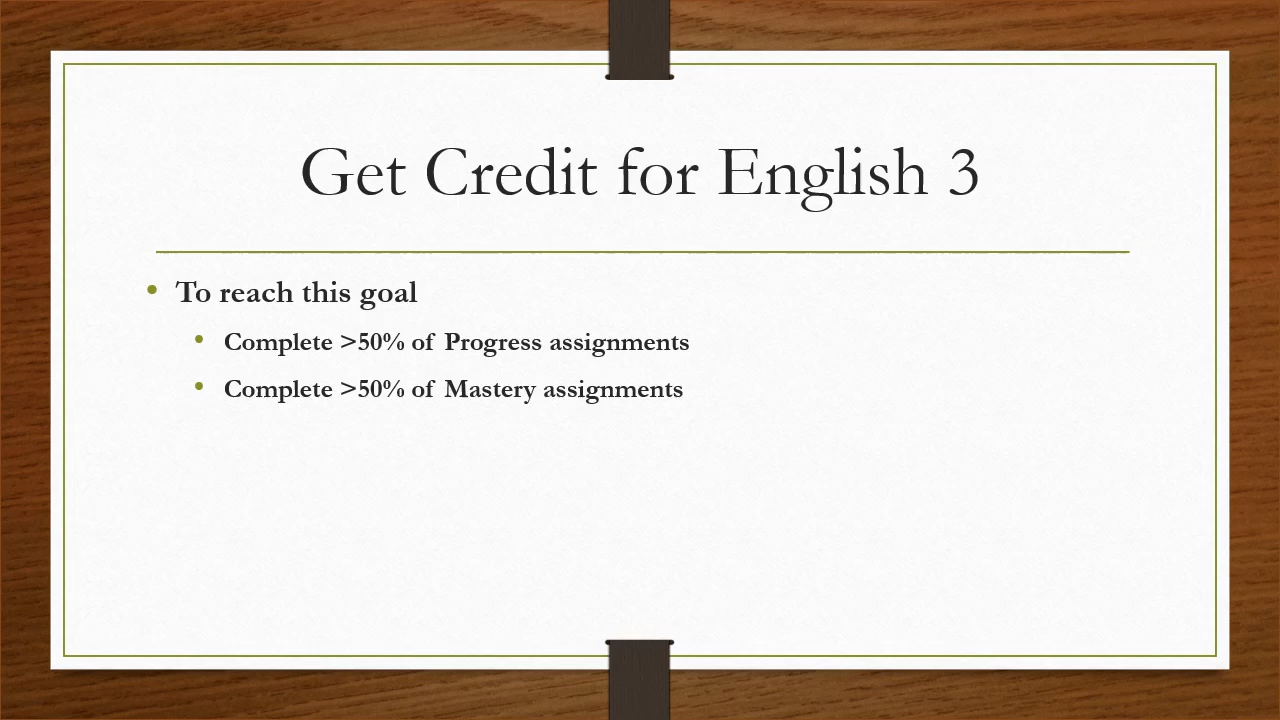 Get Credit for English 3
• To reach this goal
• Complete >50% of Progress assignments
• Complete >50% of Mastery assignments